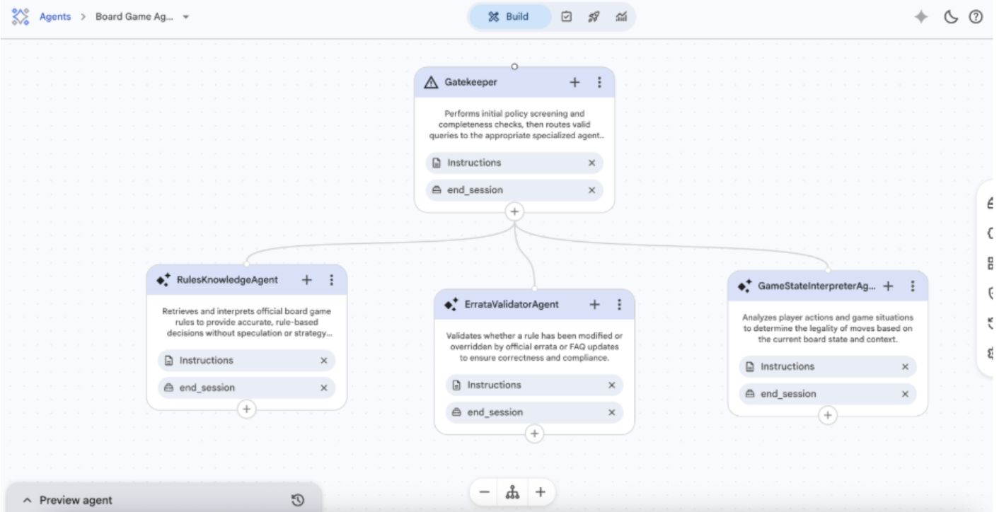 Agents > Board Game Ag...
Build
Gatekeeper
Performs initial policy screening and
completeness checks, then routes valid
queries to the appropriate specialized agent..
Instructions
end_session
RulesKnowledgeAgent
Retrieves and interprets official board game
rules to provide accurate, rule-based
decisions without speculation or strategy...
Instructions
end_session
ErrataValidatorAgent
Validates whether a rule has been modified or
overridden by official errata or FAQ updates
to ensure correctness and compliance.
Instructions
end_session
GameStateInterpreterAg...
Analyzes player actions and game situations
to determine the legality of moves based on
the current board state and context.
Instructions
end_session
Preview agent